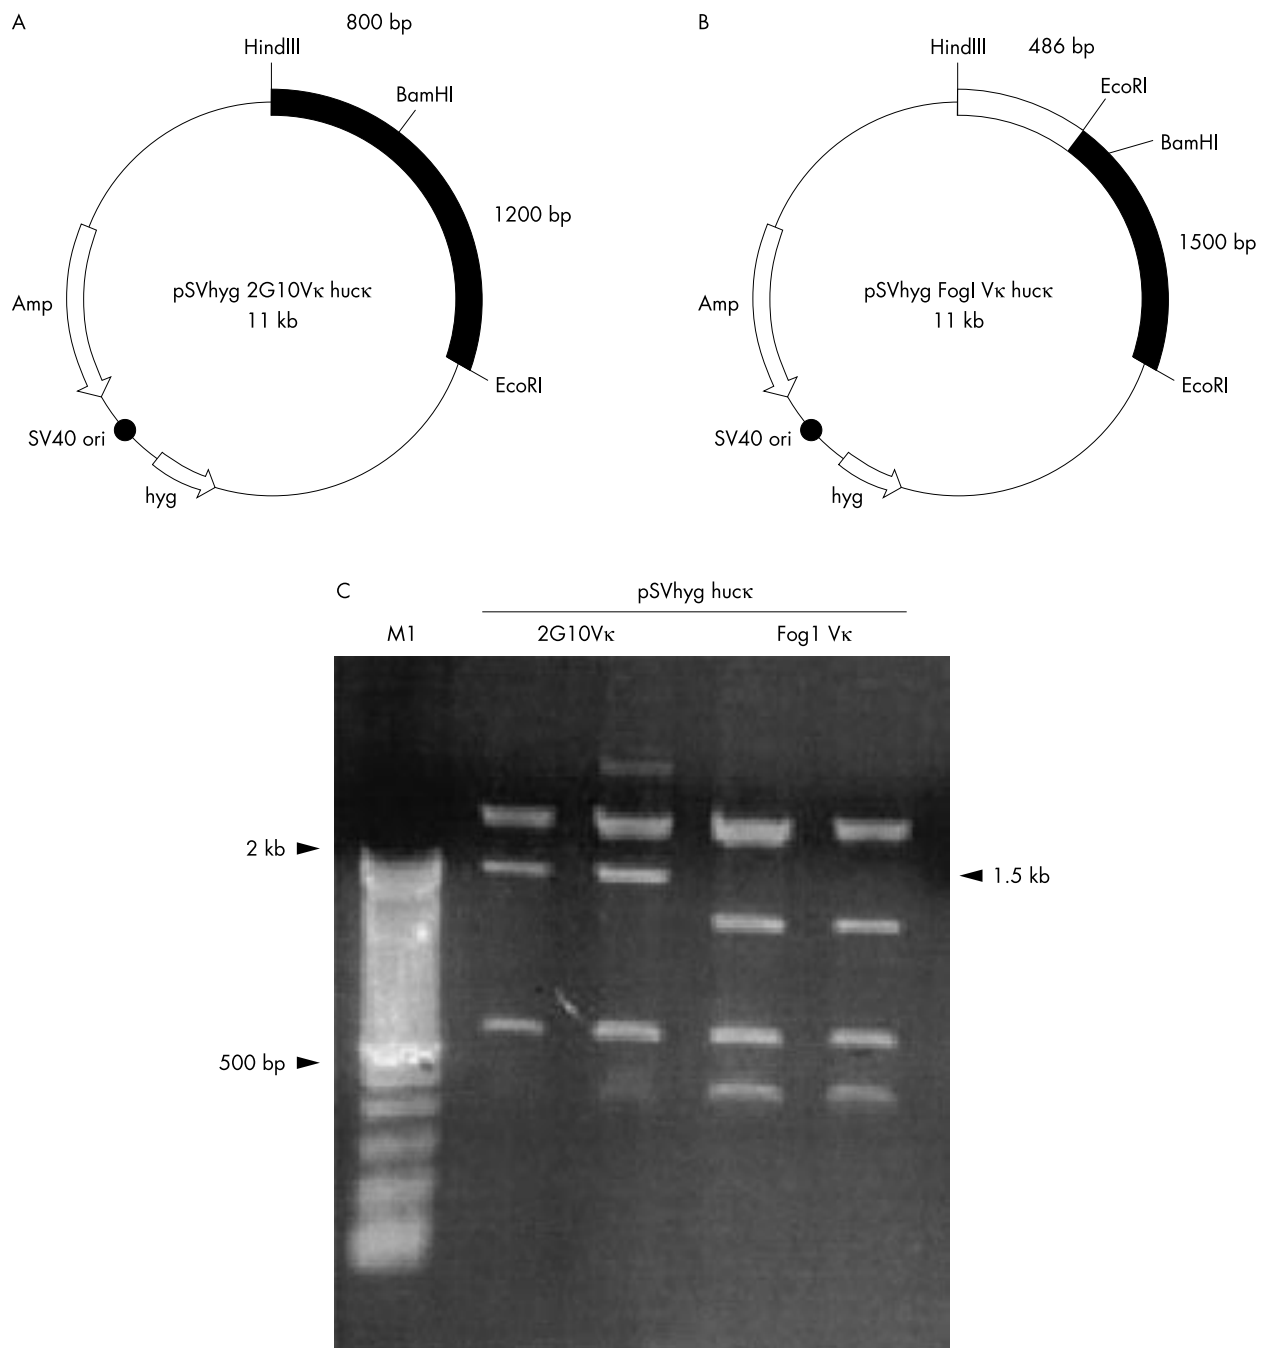 A
800 bp
HindIII
BamHI
1200 bp
pSVhyg 2G10Vκ hucκ
11 kb
Amp
SV40 ori
hyg
EcoRI
B
HindIII
486 bp
EcoRI
BamHI
1500 bp
pSVhyg FogI Vκ hucκ
11 kb
Amp
SV40 ori
hyg
EcoRI
C
pSVhyg hucκ
M1
2G10Vκ
Fog1 Vκ
2 kb
1.5 kb
500 bp